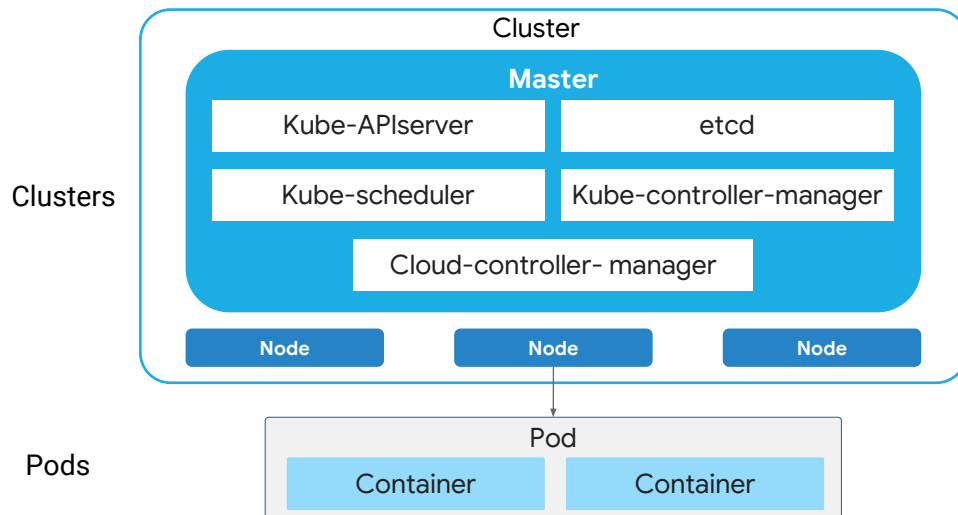 Cluster
Master
Kube-APIserver
etcd
Clusters
Kube-scheduler
Kube-controller-manager
Cloud-controller- manager
Node
Node
Node
Pod
Pods
Container
Container